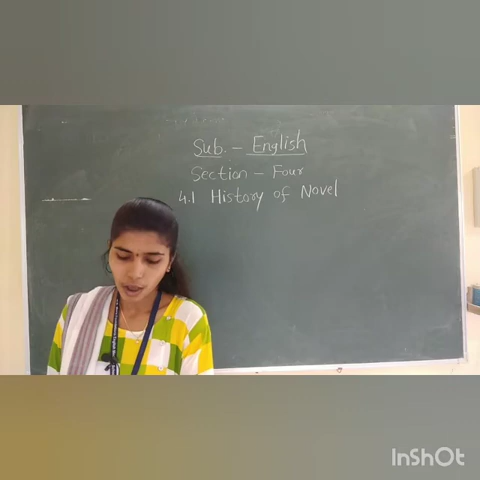 Sub. - English
Section - Four
4.1 History of Novel
InShOt